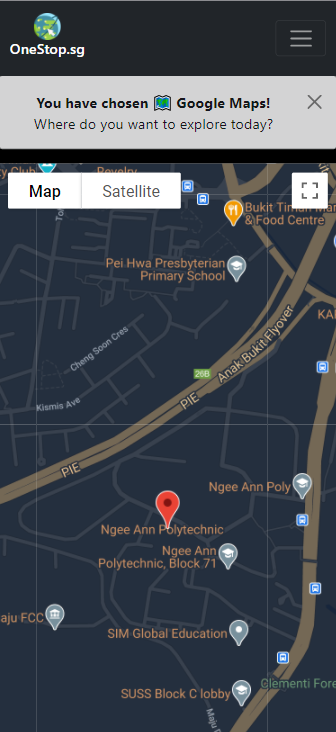 OneStop.sg
You have chosen 🗺️ Google Maps!
Where do you want to explore today?
Map
Satellite
Bukit Timah
& Food Centre
Pei Hwa Presbyterian
Primary School
Cheng Soon Cres
Anak Bukit Flyover
26B
PIE
Kismis Ave
PIE
Ngee Ann Poly
Ngee Ann Polytechnic
Ngee Ann
Polytechnic, Block 71
aju FCC
SIM Global Education
SUSS Block C lobby
Clementi Fore